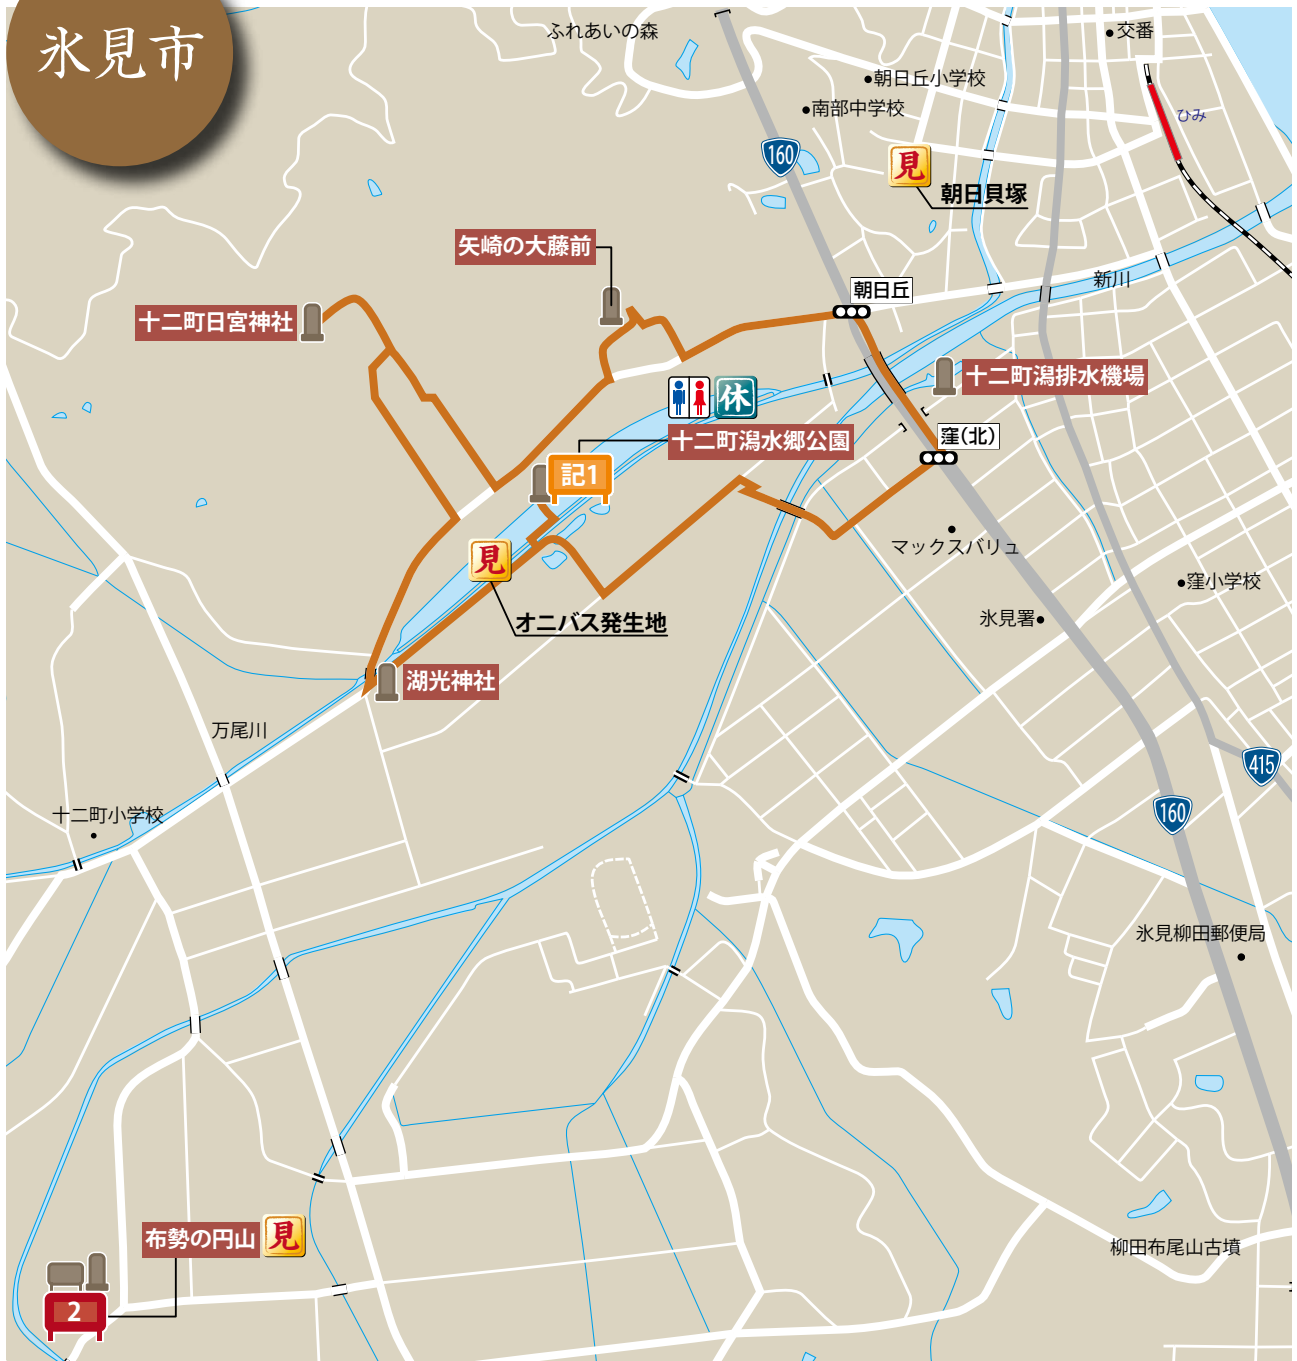 氷見市
ふれあいの森
交番
朝日丘小学校
南部中学校
ひみ
160
見
朝日貝塚
矢崎の大藤前
新川
朝日丘
十二町日宮神社
十二町潟排水機場
休
十二町潟水郷公園
窪(北)
記1
マックスバリュ
見
窪小学校
オニバス発生地
氷見署
湖光神社
万尾川
415
160
十二町小学校
氷見柳田郵便局
布勢の円山
見
柳田布尾山古墳
2